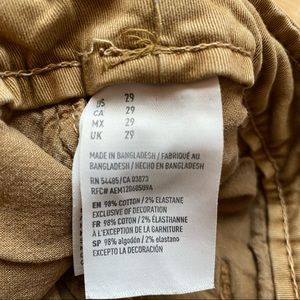 US 29
CA 29
MX 29
UK 29
MADE IN BANGLADESH / FABRIQUÉ AU
BANGLADESH / HECHO EN BANGLADESH
RN 54485/CA 03873
RFC# AEM1206085U9A
EN 98% COTTON / 2% ELASTANE
EXCLUSIVE OF DECORATION
FR 98% COTON / 2% ÉLASTHANNE
À L'EXCEPTION DE LA GARNITURE
SP 98% algodón / 2% elastano
EXCEPTO LA DECORACIÓN